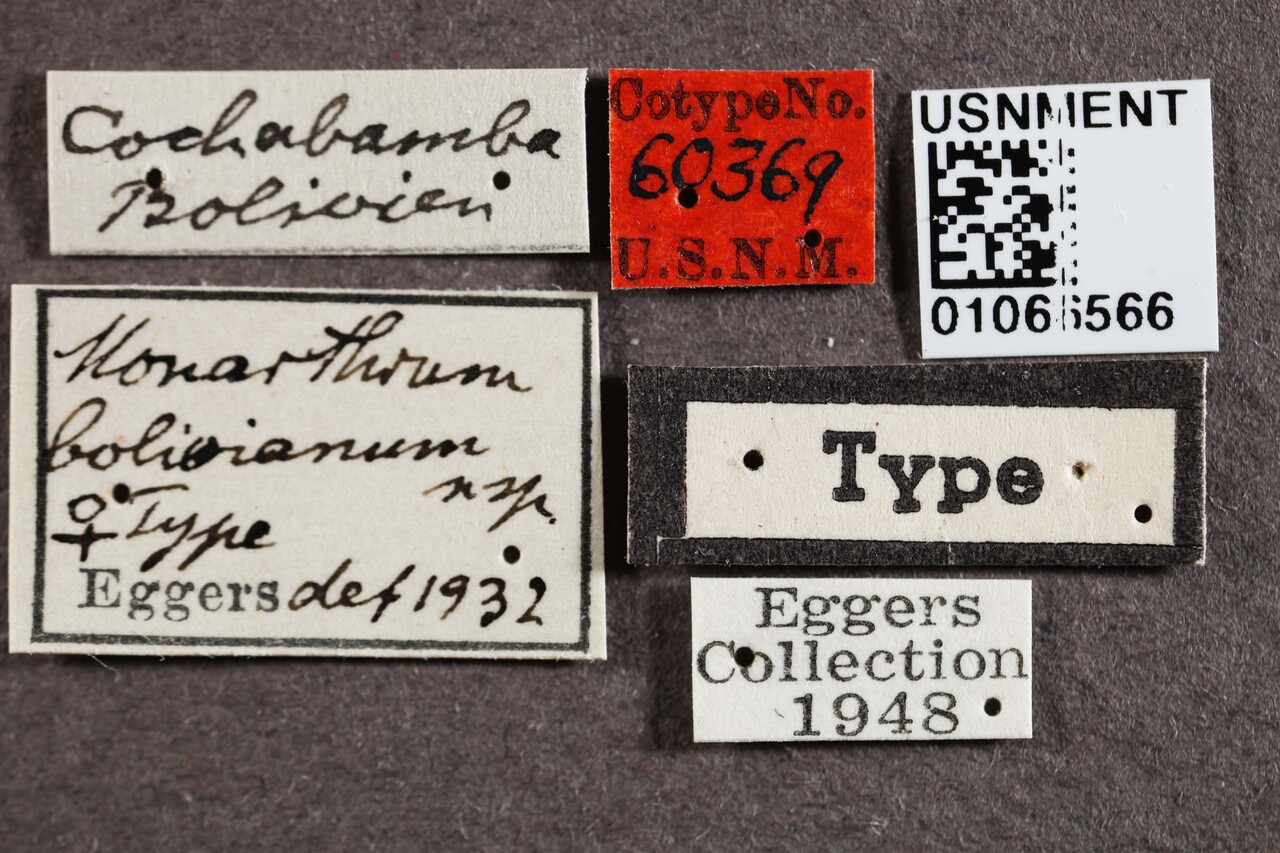 Cochabamba
Bolivien
CotypeNo.
60369
U.S.N.M.
USNMENT
01066566
Monarthrum
bolivianum
n sp.
♀ Type
Eggers det 1932
Type
Eggers
Collection
1948